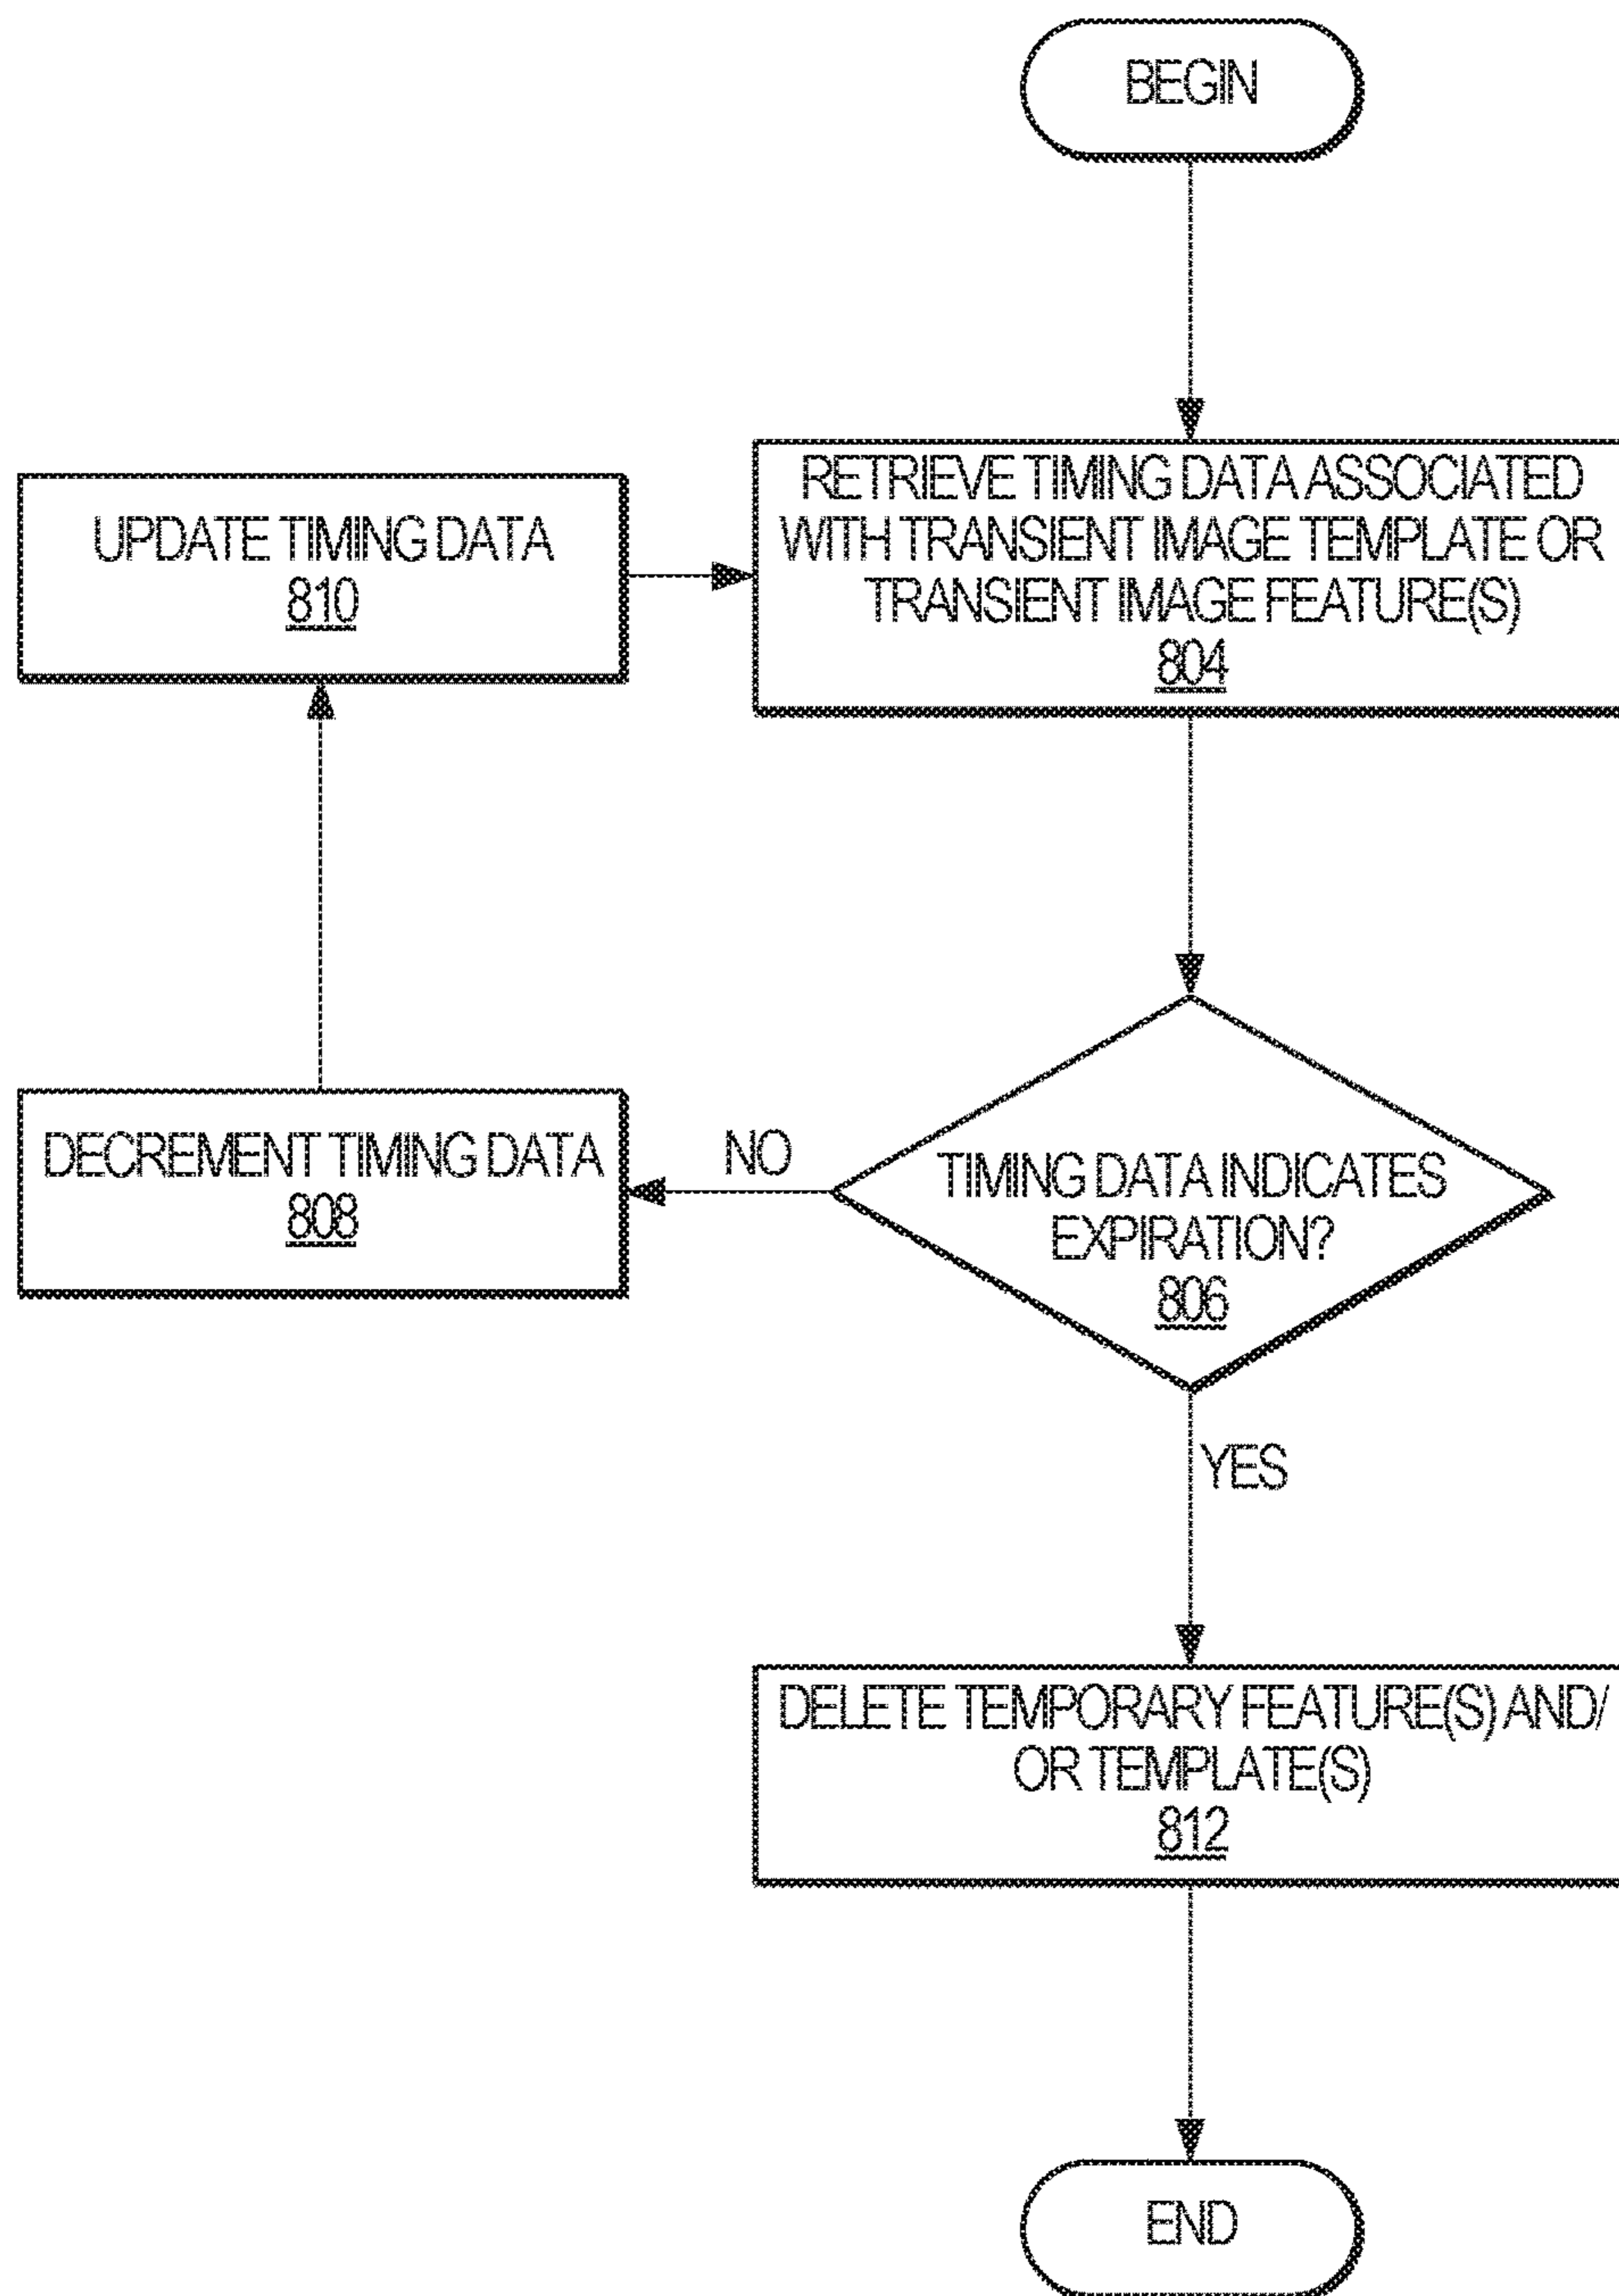 BEGIN
RETRIEVE TIMING DATA ASSOCIATED
WITH TRANSIENT IMAGE TEMPLATE OR
TRANSIENT IMAGE FEATURE(S)
804
UPDATE TIMING DATA
810
TIMING DATA INDICATES
EXPIRATION?
806
NO
DECREMENT TIMING DATA
808
YES
DELETE TEMPORARY FEATURE(S) AND/
OR TEMPLATE(S)
812
END